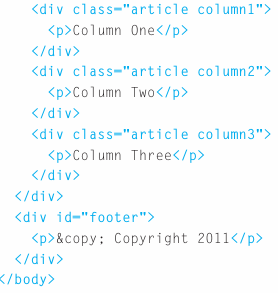 <div class="article column1">
<p>Column One</p>
</div>
<div class="article column2">
<p>Column Two</p>
</div>
<div class="article column3">
<p>Column Three</p>
</div>
</div>
<div id="footer">
<p>&copy; Copyright 2011</p>
</div>
</body>